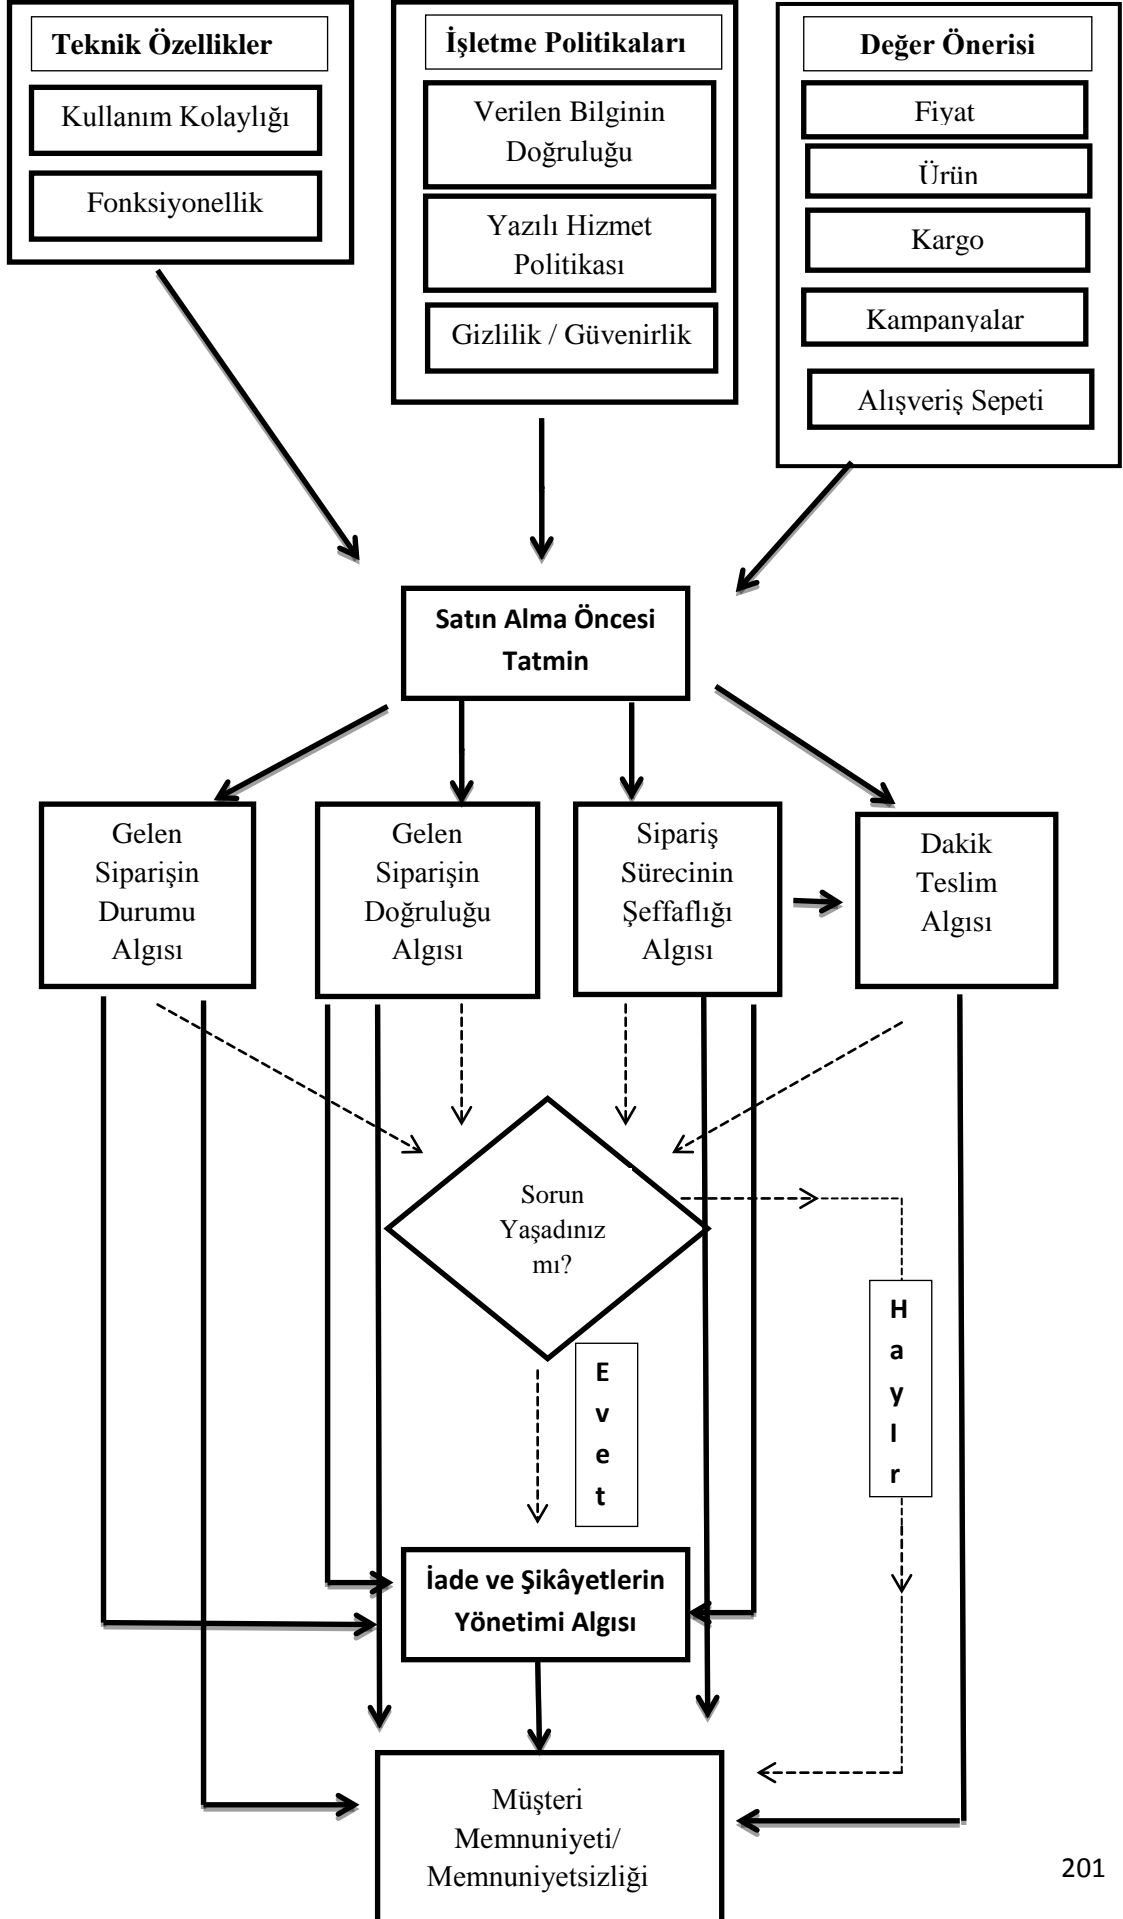 Teknik Özellikler
Kullanım Kolaylığı
Fonksiyonellik
İşletme Politikaları
Verilen Bilginin
Doğruluğu
Yazılı Hizmet
Politikası
Gizlilik / Güvenirlik
Değer Önerisi
Fiyat
Ürün
Kargo
Kampanyalar
Alışveriş Sepeti
Satın Alma Öncesi
Tatmin
Gelen
Siparişin
Durumu
Algısı
Gelen
Siparişin
Doğruluğu
Algısı
Sipariş
Sürecinin
Şeffaflığı
Algısı
Dakik
Teslim
Algısı
Sorun
Yaşadınız
mı?
H
a
y
I
r
E
v
e
t
İade ve Şikâyetlerin
Yönetimi Algısı
Müşteri
Memnuniyeti/
Memnuniyetsizliği
201